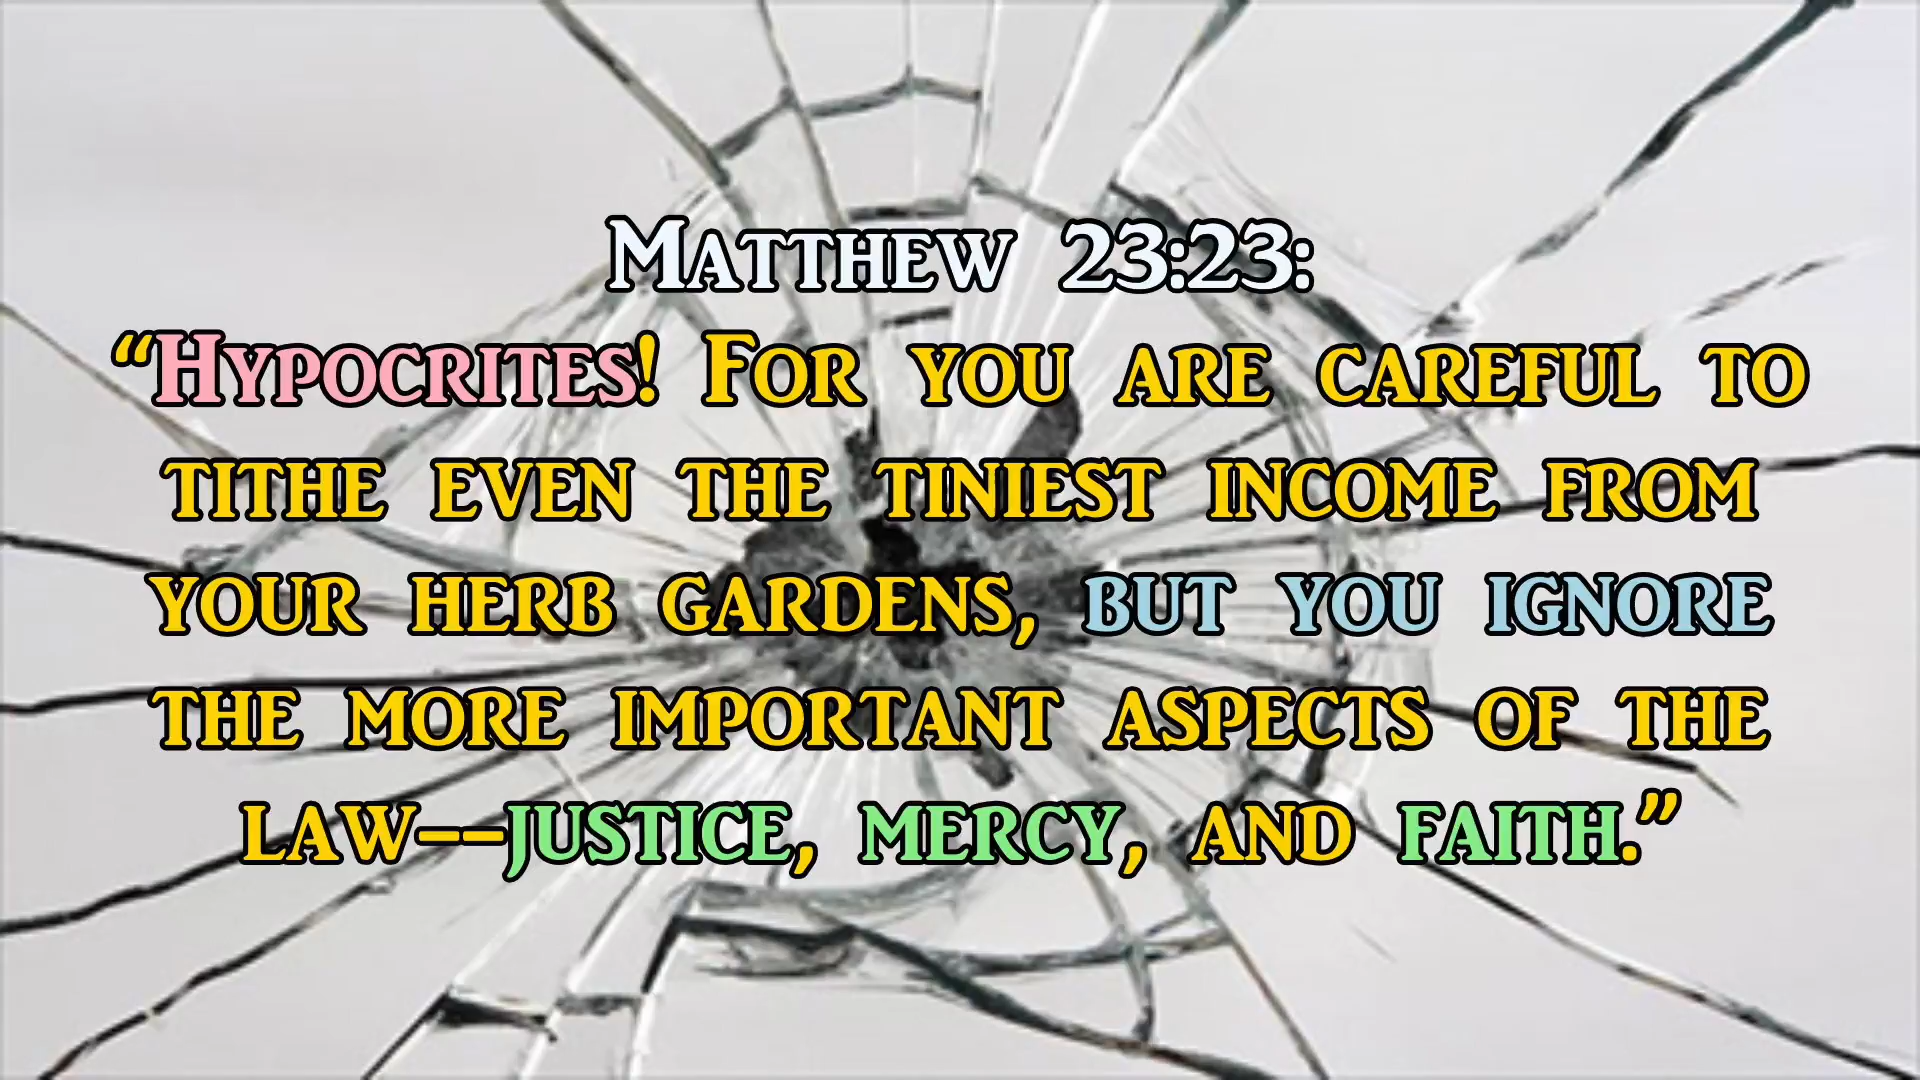 Matthew 23:23:
“Hypocrites! For you are careful to
tithe even the tiniest income from
your herb gardens, but you ignore
the more important aspects of the
law--justice, mercy, and faith.”